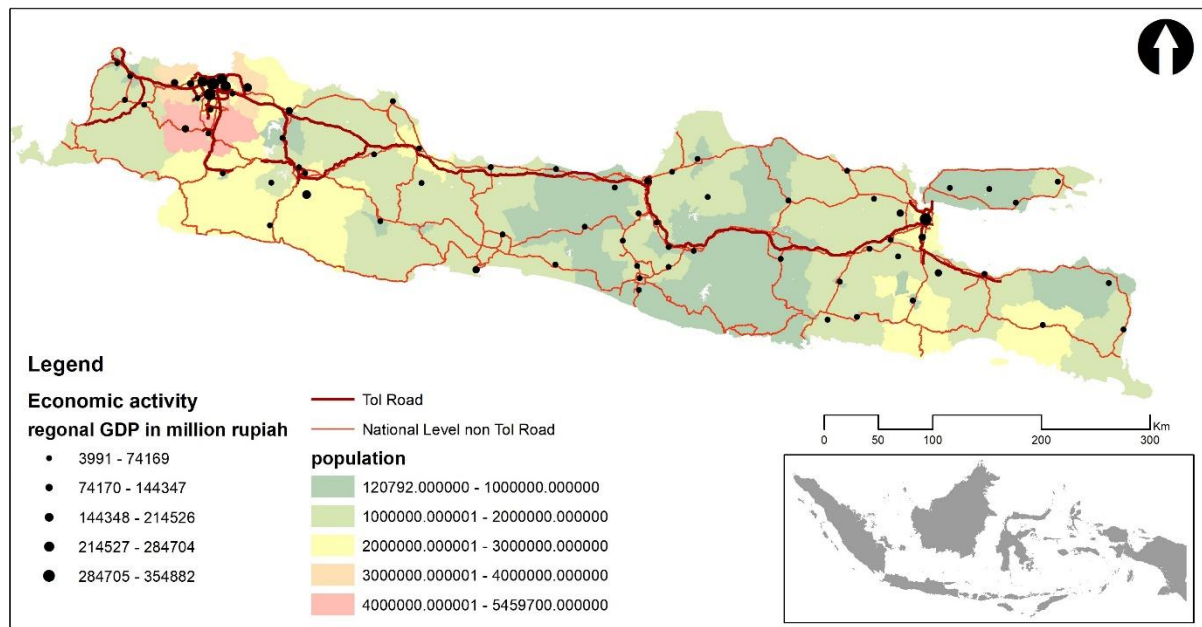 Legend
Economic activity
regonal GDP in million rupiah
3991 - 74169
74170 - 144347
144348 - 214526
214527 - 284704
284705 - 354882
Tol Road
National Level non Tol Road
population
120792.000000 - 1000000.000000
1000000.000001 - 2000000.000000
2000000.000001 - 3000000.000000
3000000.000001 - 4000000.000000
4000000.000001 - 5459700.000000
Km
0 50 100 200 300